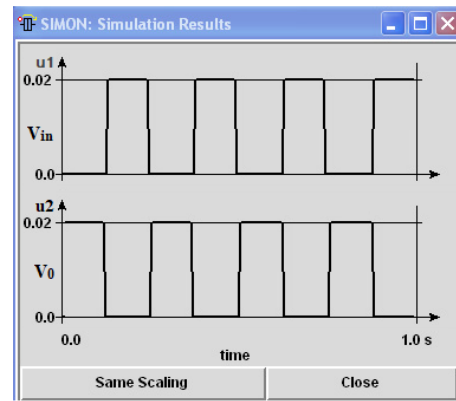 SIMON: Simulation Results
u1
0.02
Vin
0.0
u2
0.02
V0
0.0
0.0 1.0 s
time
Same Scaling Close